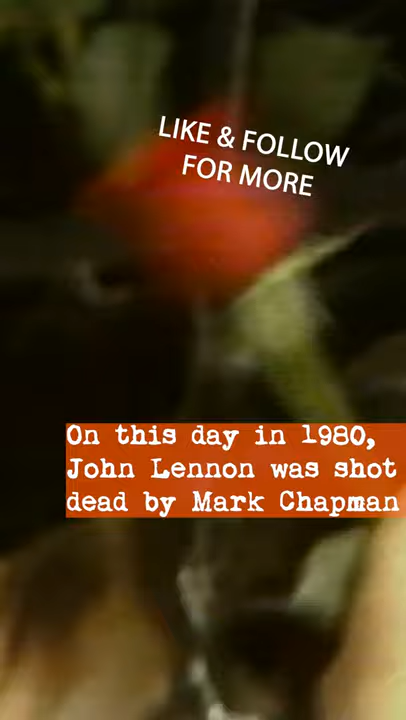 LIKE & FOLLOW
FOR MORE
On this day in 1980,
John Lennon was shot
dead by Mark Chapman